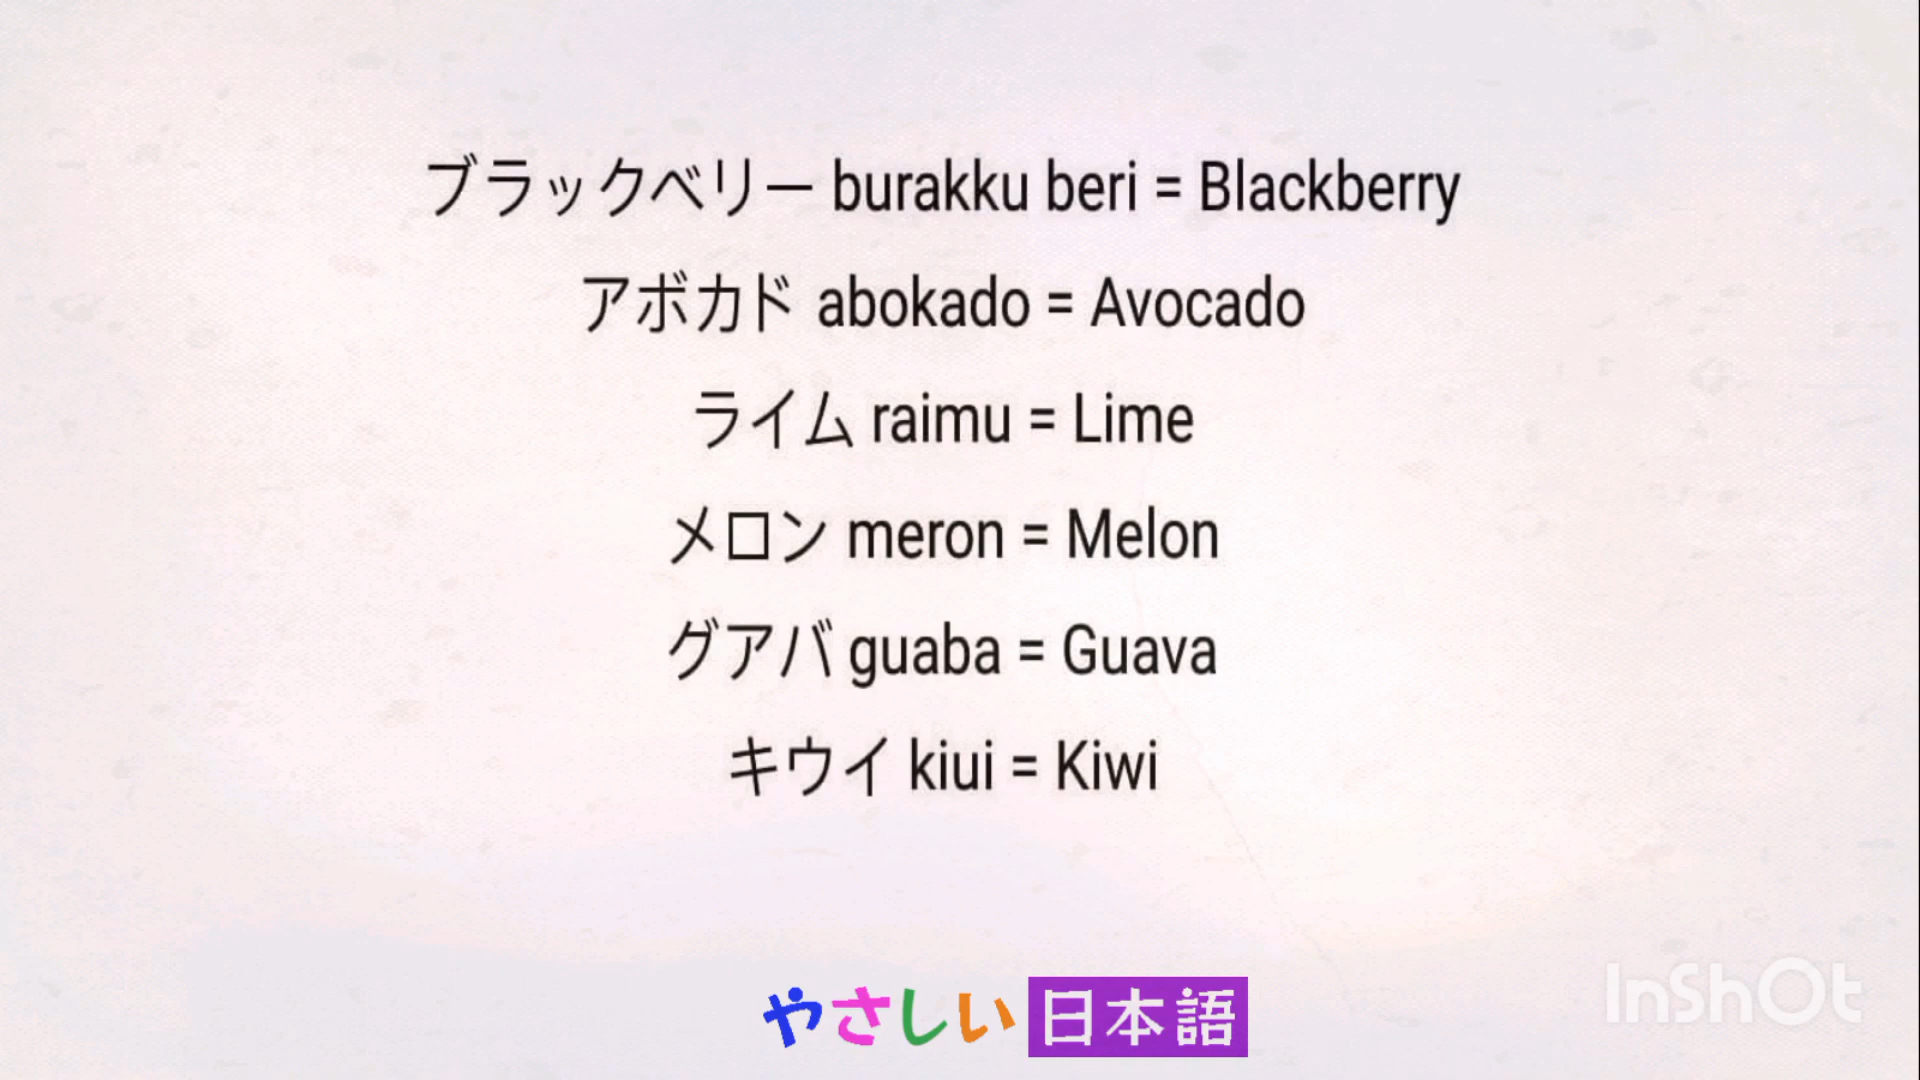 ブラックベリー burakku beri = Blackberry
アボカド abokado = Avocado
ライム raimu = Lime
メロン meron = Melon
グアバ guaba = Guava
キウイ kiui = Kiwi
やさしい日本語
InShOt